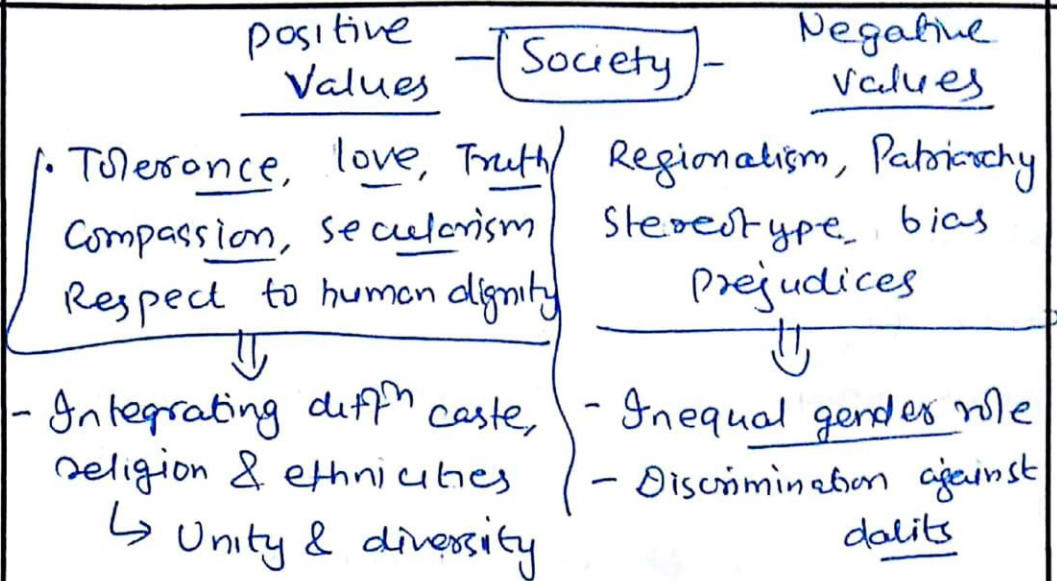 positive Values - Society - Negative values
· Tolerance, love, Truth
Compassion, secularism
Respect to human dignity
⇓
- Integrating diffn caste,
religion & ethnicities
↳ Unity & diversity
Regionalism, Patriarchy
Stereotype, bias
prejudices
⇓
- Inequal gender role
- Discrimination against
dalits